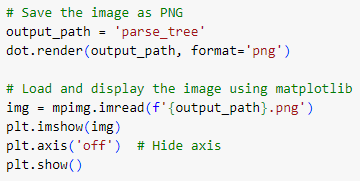 # Save the image as PNG
output_path = 'parse_tree'
dot.render(output_path, format='png')
# Load and display the image using matplotlib
img = mpimg.imread(f'{output_path}.png')
plt.imshow(img)
plt.axis('off')  # Hide axis
plt.show()